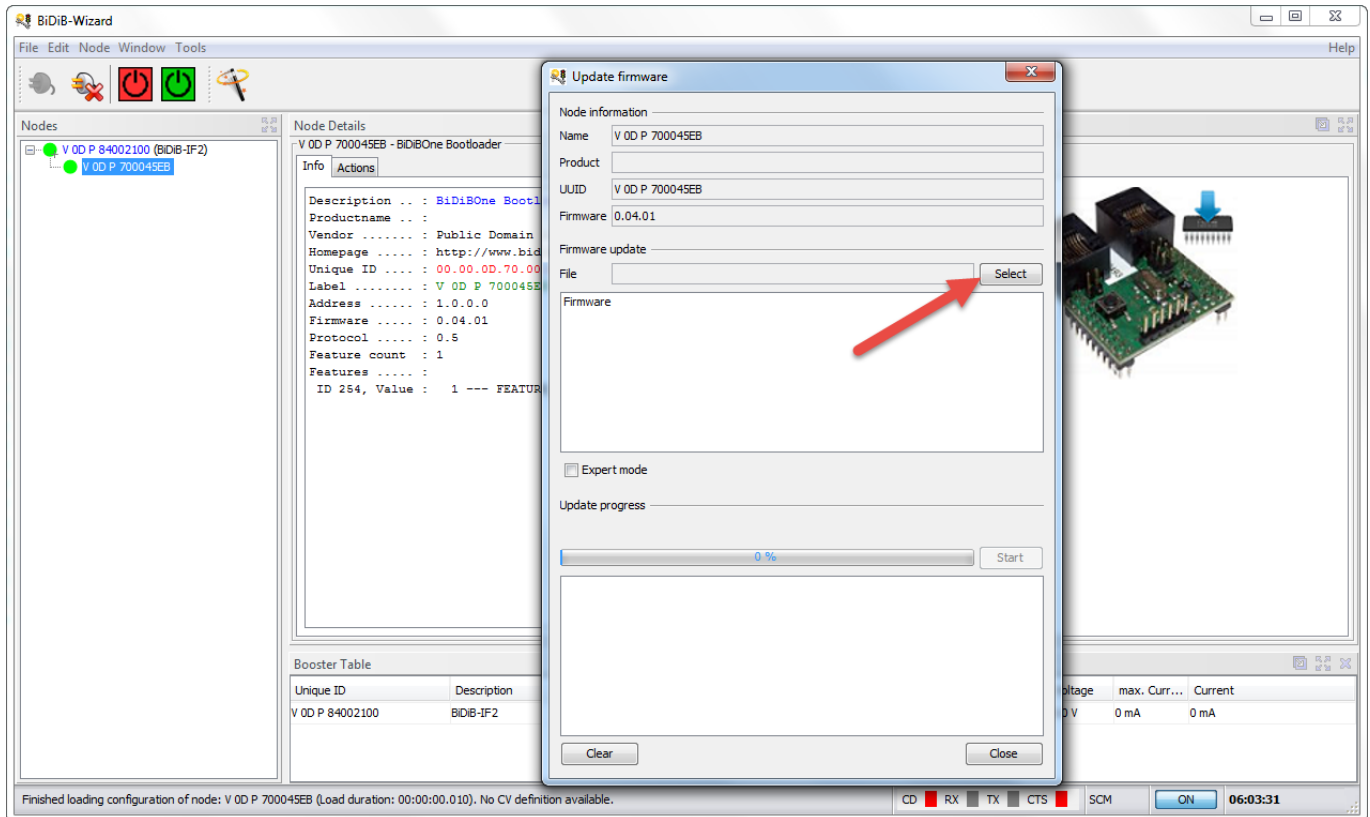 BiDiB-Wizard
File Edit Node Window Tools
Help
Nodes
V 0D P 84002100 (BiDiB-IF2)
V 0D P 700045EB
Node Details
V 0D P 700045EB - BiDiBOne Bootloader
Info Actions
Description .. : BiDiBOne Bootl
Productname .. :
Vendor ....... : Public Domain
Homepage ..... : http://www.bid
Unique ID .... : 00.00.0D.70.00
Label ........ : V 0D P 700045E
Address ...... : 1.0.0.0
Firmware ..... : 0.04.01
Protocol ..... : 0.5
Feature count : 1
Features ..... :
ID 254, Value : 1 --- FEATUR
Update firmware
Node information
Name V 0D P 700045EB
Product
UUID V 0D P 700045EB
Firmware 0.04.01
Firmware update
File Select
Firmware
Expert mode
Update progress
0 % Start
Clear Close
Booster Table
Unique ID Description oltage max. Curr... Current
V 0D P 84002100 BiDiB-IF2 0 V 0 mA 0 mA
Finished loading configuration of node: V 0D P 700045EB (Load duration: 00:00:00.010). No CV definition available.
CD RX TX CTS SCM ON 06:03:31